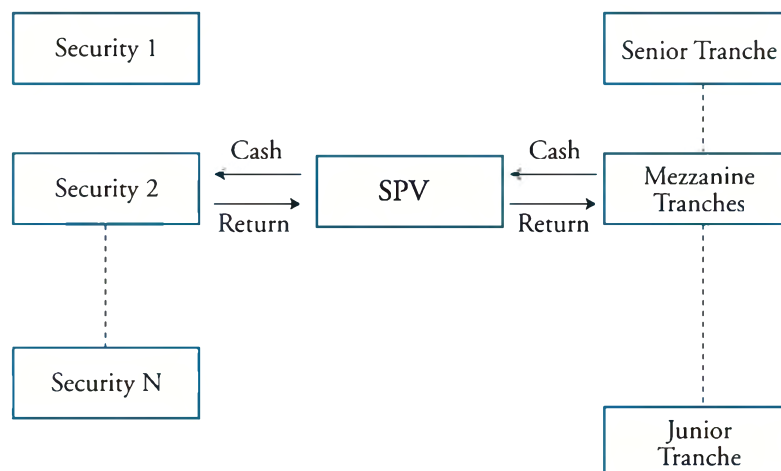 Security 1
Senior Tranche
Security 2
Cash
Return
SPV
Cash
Return
Mezzanine
Tranches
Security N
Junior
Tranche